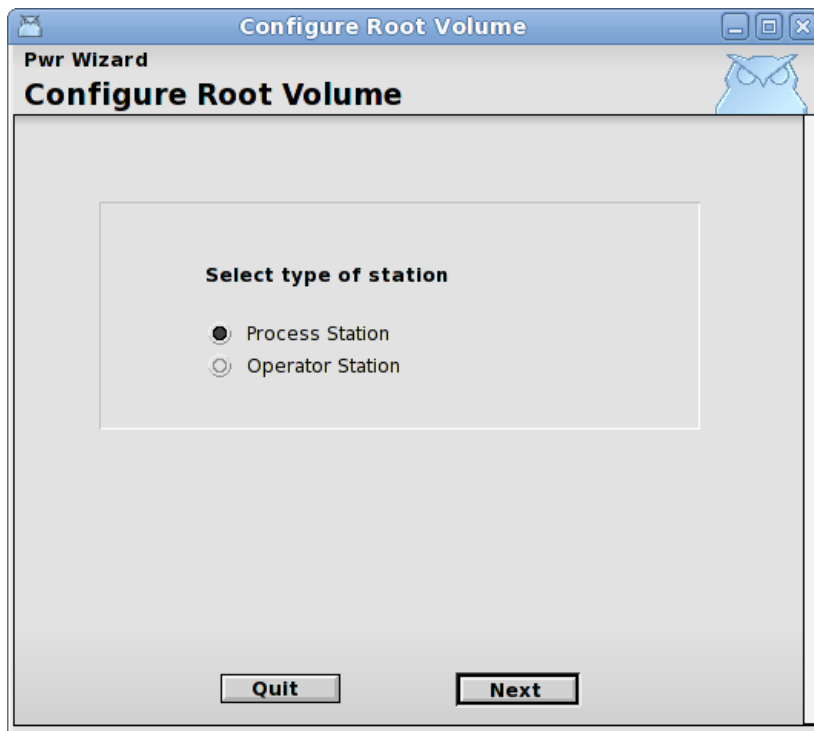 Configure Root Volume
Pwr Wizard
Configure Root Volume
Select type of station
Process Station
Operator Station
Quit
Next